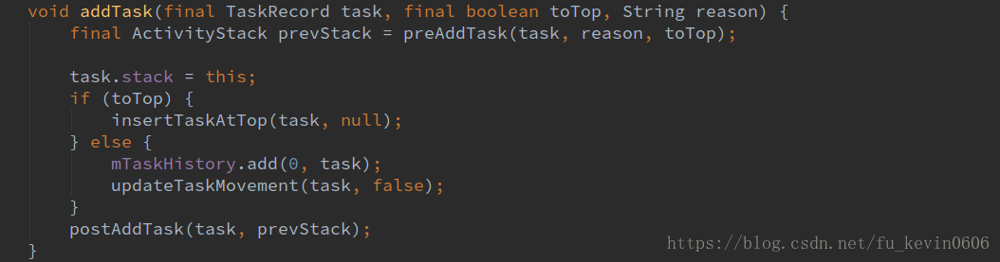 void addTask(final TaskRecord task, final boolean toTop, String reason) {
    final ActivityStack prevStack = preAddTask(task, reason, toTop);

    task.stack = this;
    if (toTop) {
        insertTaskAtTop(task, null);
    } else {
        mTaskHistory.add(0, task);
        updateTaskMovement(task, false);
    }
    postAddTask(task, prevStack);
}
https://blog.csdn.net/fu_kevin0606